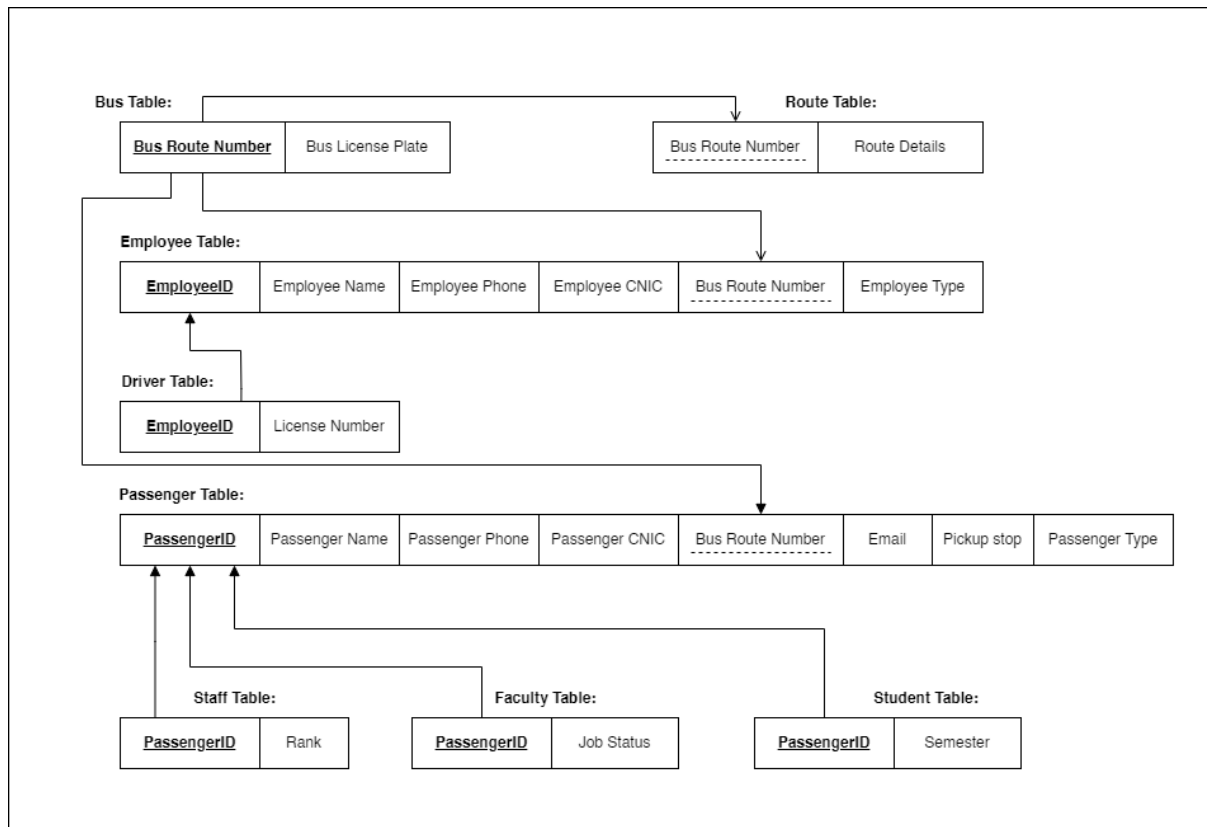 Bus Table:
Route Table:
Bus Route Number Bus License Plate
Bus Route Number Route Details
Employee Table:
EmployeeID Employee Name Employee Phone Employee CNIC Bus Route Number Employee Type
Driver Table:
EmployeeID License Number
Passenger Table:
PassengerID Passenger Name Passenger Phone Passenger CNIC Bus Route Number Email Pickup stop Passenger Type
Staff Table:
Faculty Table:
Student Table:
PassengerID Rank
PassengerID Job Status
PassengerID Semester